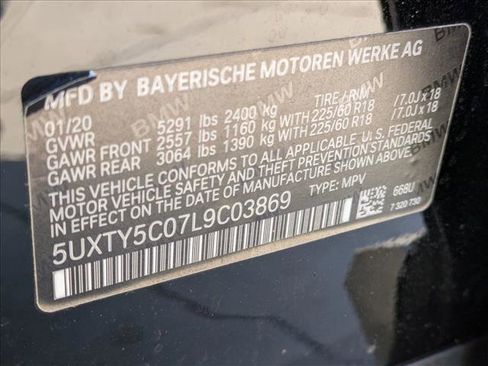 MFD BY BAYERISCHE MOTOREN WERKE AG
01/20 TIRE / RIM
GVWR 5291 lbs 2400 kg
GAWR FRONT 2557 lbs 1160 kg WITH 225/60 R18 /7.0J x 18
GAWR REAR 3064 lbs 1390 kg WITH 225/60 R18 /7.0J x 18
THIS VEHICLE CONFORMS TO ALL APPLICABLE U.S. FEDERAL
MOTOR VEHICLE SAFETY AND THEFT PREVENTION STANDARDS
IN EFFECT ON THE DATE OF MANUFACTURE SHOWN ABOVE.
5UXTY5C07L9C03869 TYPE: MPV
668U
7 320 730